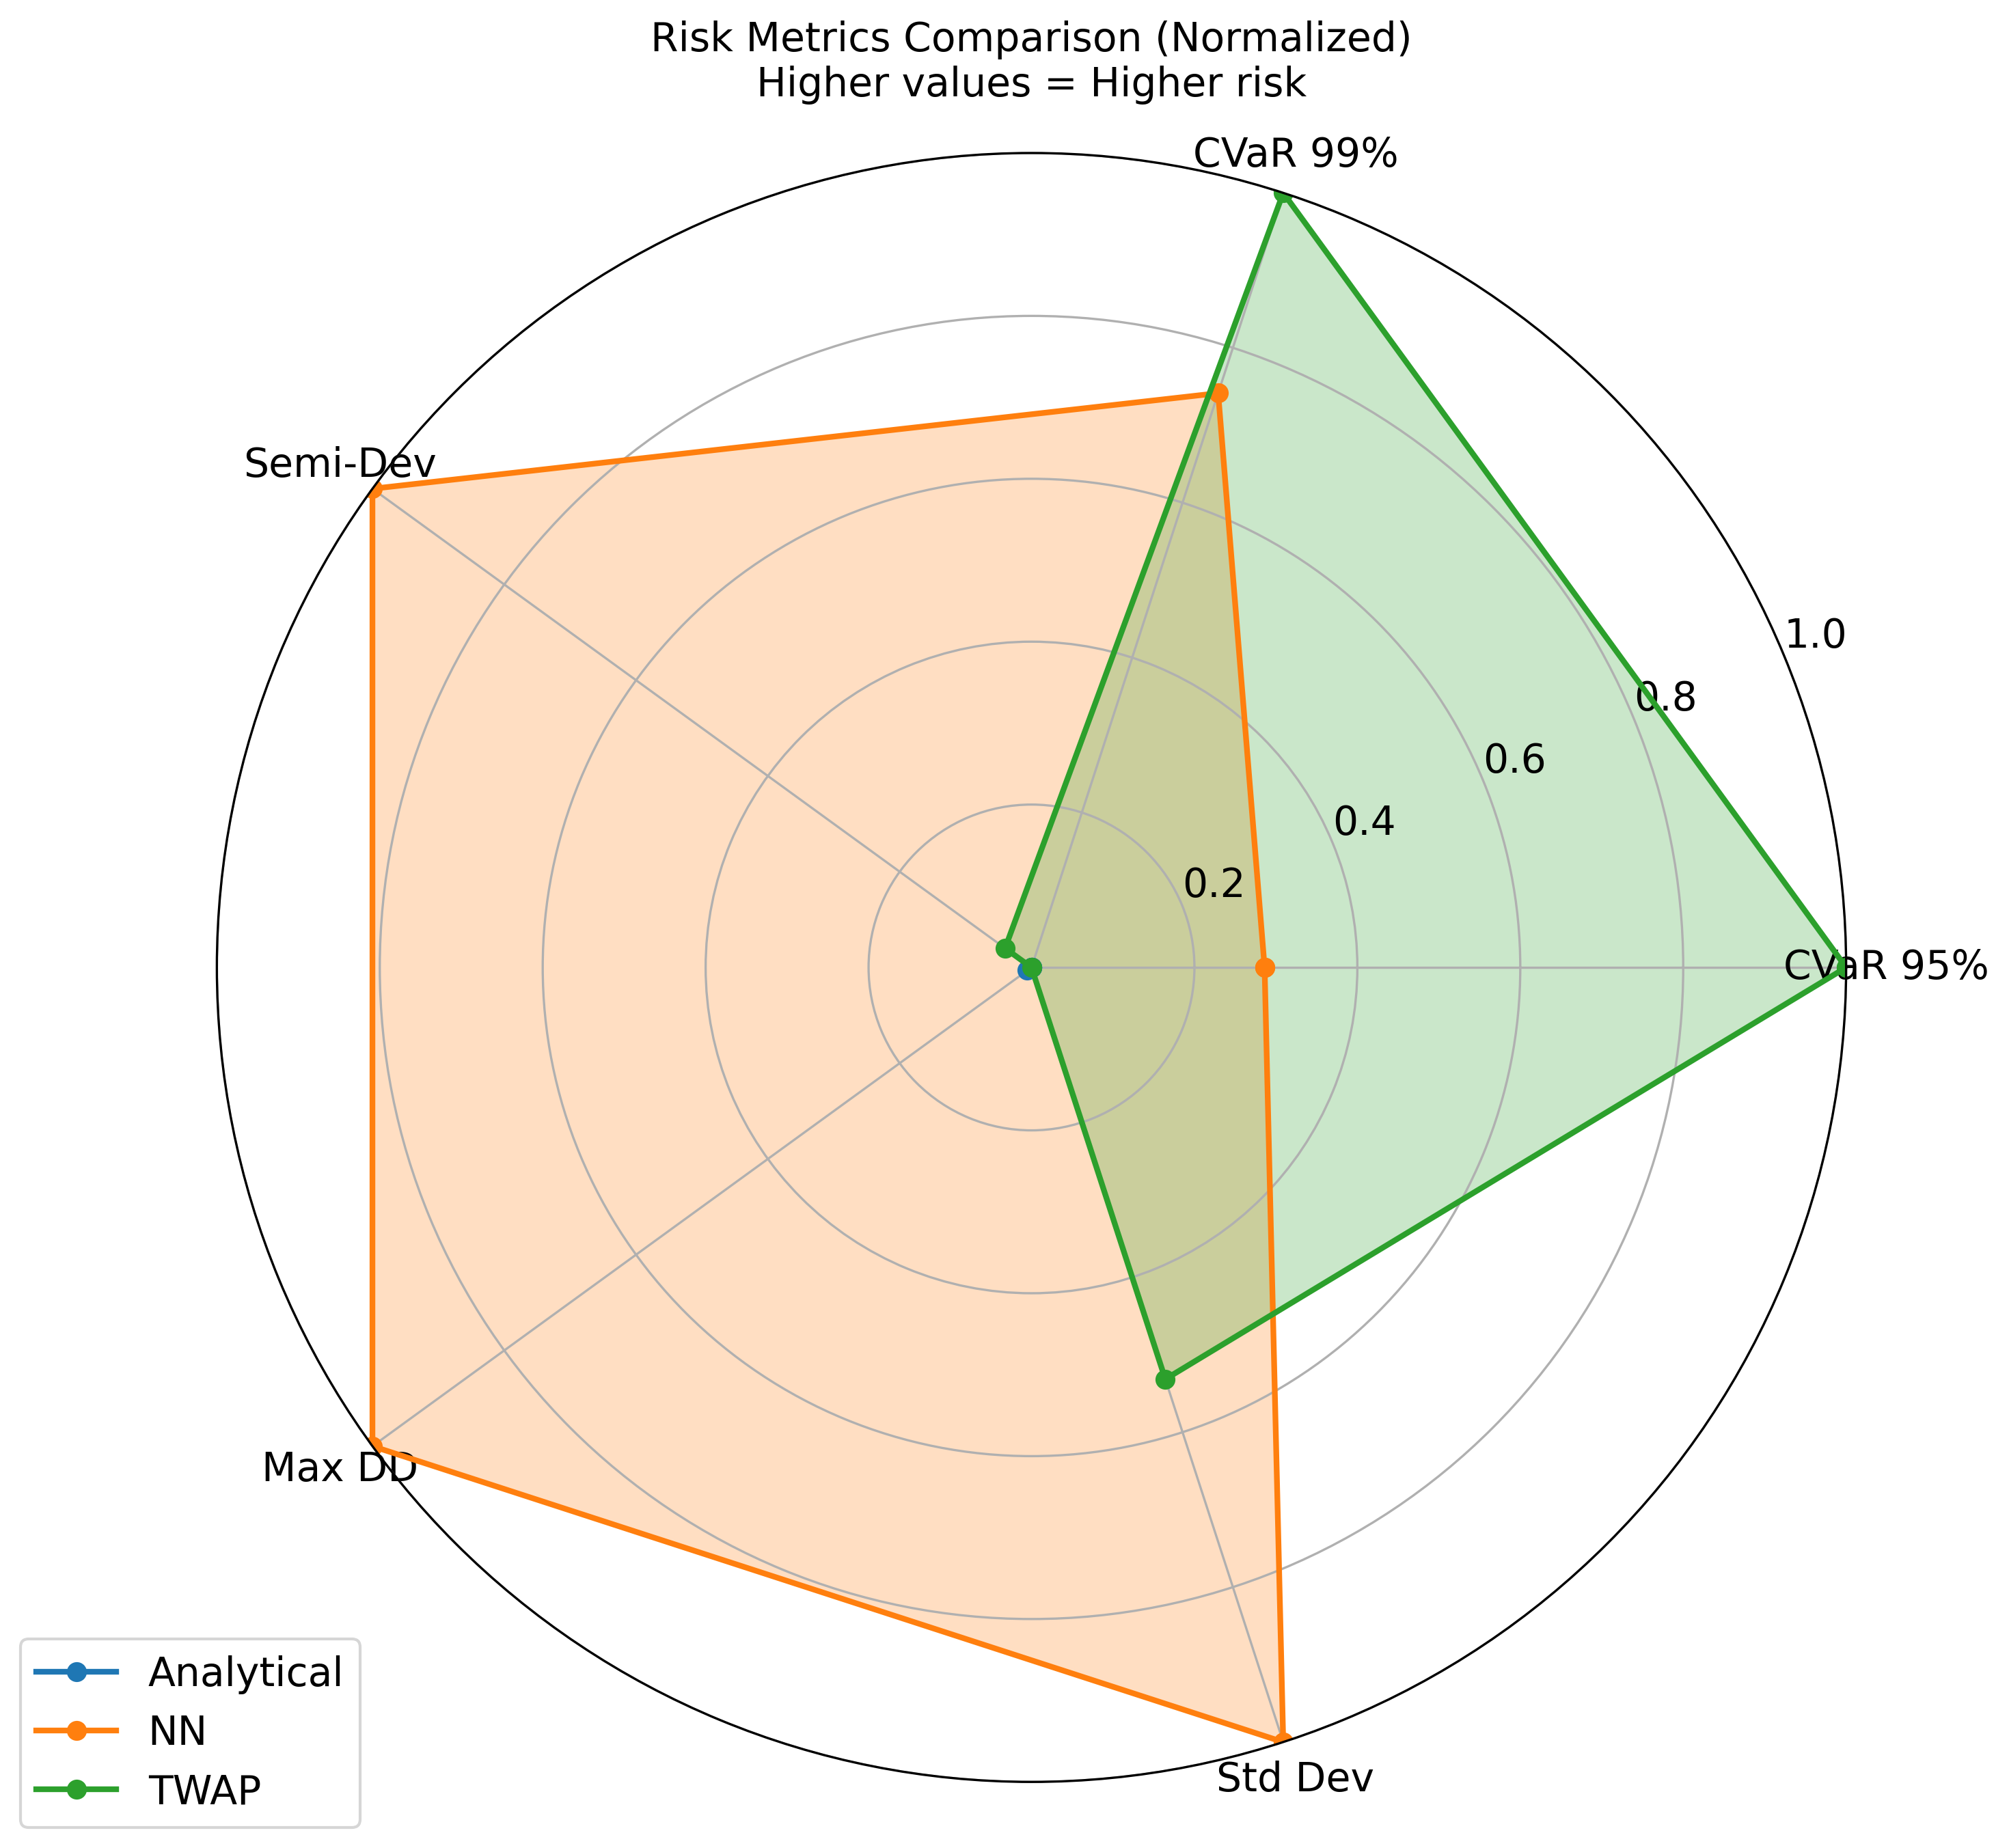 Risk Metrics Comparison (Normalized)
Higher values = Higher risk
CVaR 99%
Semi-Dev
1.0
0.8
0.6
0.4
0.2
CVaR 95%
Max DD
Std Dev
Analytical
NN
TWAP